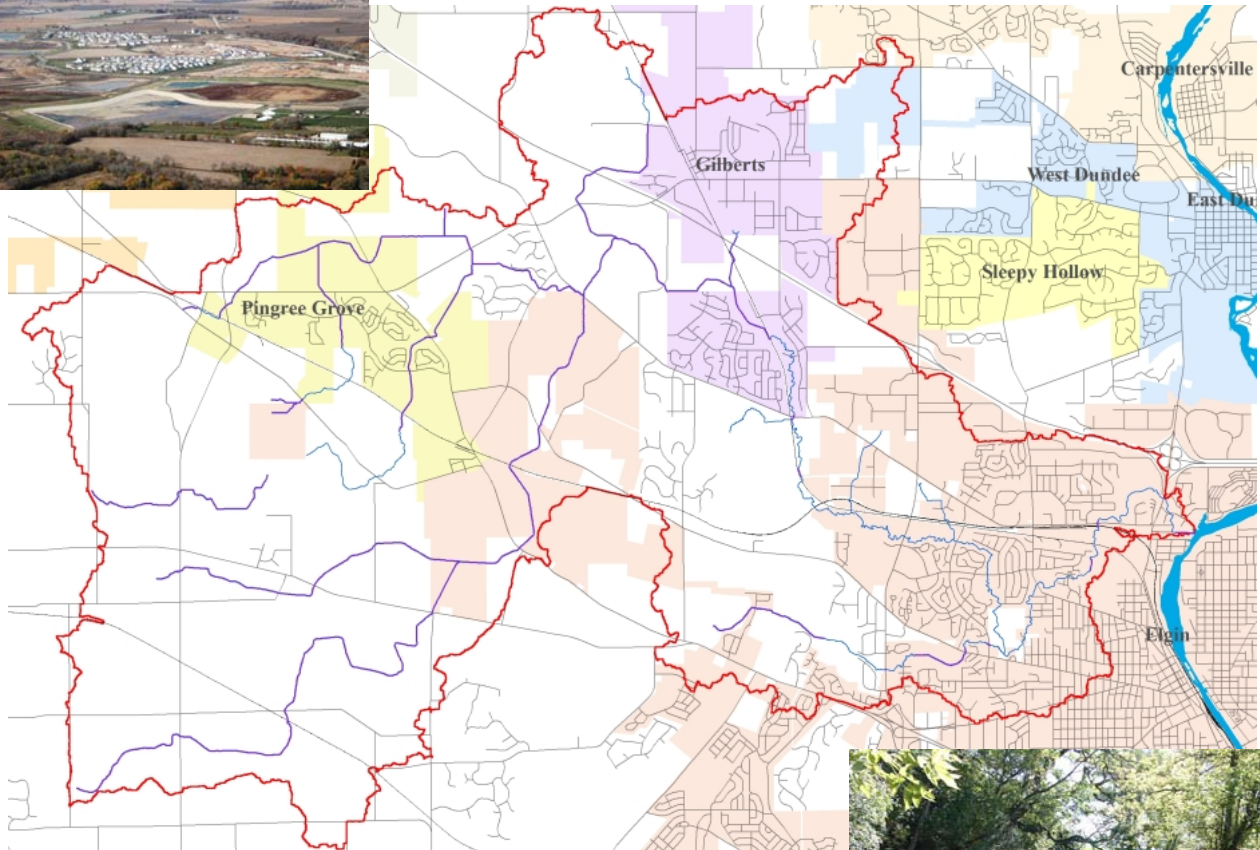 Carpentersville
Gilberts
West Dundee
East Du
Sleepy Hollow
Pingree Grove
Elgin